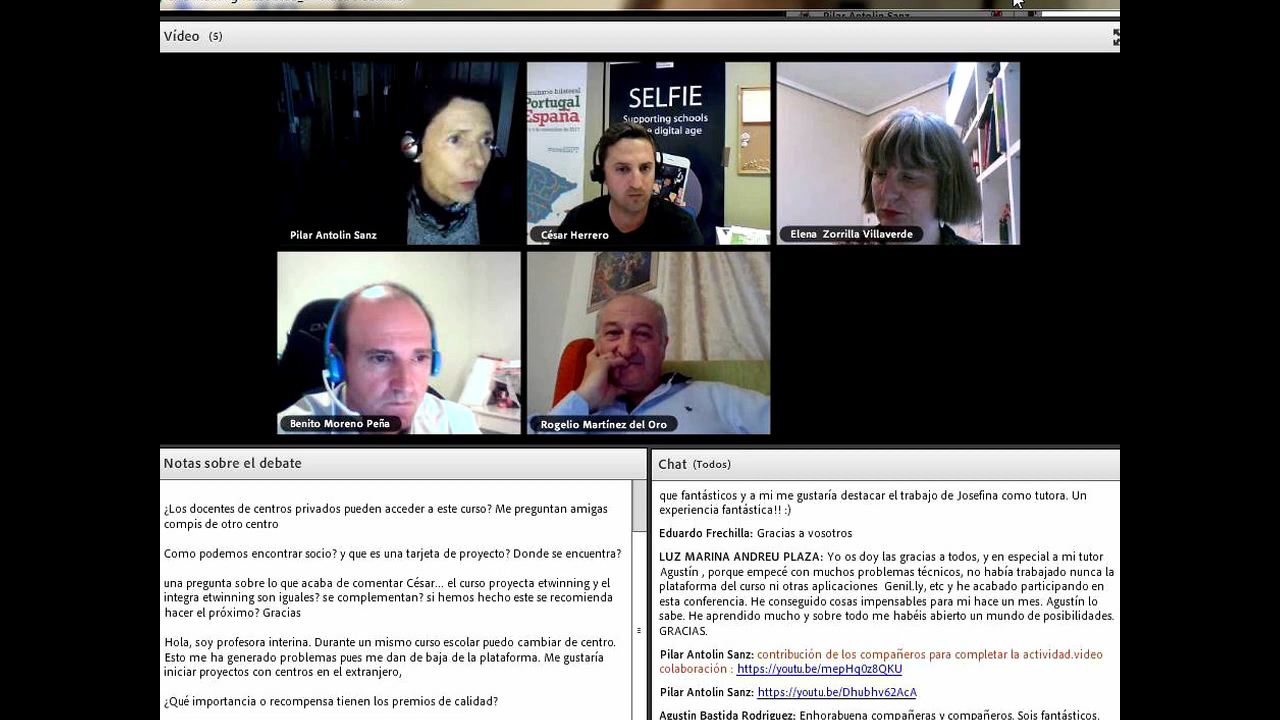 Pilar Antolin Sanz
Vídeo (5)
Portugal
España
SELFIE
Supporting schools
digital age
Pilar Antolin Sanz
César Herrero
Elena Zorrilla Villaverde
Benito Moreno Peña
Rogelio Martínez del Oro
Notas sobre el debate
¿Los docentes de centros privados pueden acceder a este curso? Me preguntan amigas
compis de otro centro
Como podemos encontrar socio? y que es una tarjeta de proyecto? Donde se encuentra?
una pregunta sobre lo que acaba de comentar César... el curso proyecta etwinning y el
integra etwinning son iguales? se complementan? si hemos hecho este se recomienda
hacer el próximo? Gracias
Hola, soy profesora interina. Durante un mismo curso escolar puedo cambiar de centro.
Esto me ha generado problemas pues me dan de baja de la plataforma. Me gustaría
iniciar proyectos con centros en el extranjero,
¿Qué importancia o recompensa tienen los premios de calidad?
Chat (Todos)
que fantásticos y a mi me gustaría destacar el trabajo de Josefina como tutora. Un
experiencia fantástica!! :)
Eduardo Frechilla: Gracias a vosotros
LUZ MARINA ANDREU PLAZA: Yo os doy las gracias a todos, y en especial a mi tutor
Agustín , porque empecé con muchos problemas técnicos, no había trabajado nunca la
plataforma del curso ni otras aplicaciones Genil.ly, etc y he acabado participando en
esta conferencia. He conseguido cosas impensables para mi hace un mes. Agustín lo
sabe. He aprendido mucho y sobre todo me habéis abierto un mundo de posibilidades.
GRACIAS.
Pilar Antolin Sanz: contribución de los compañeros para completar la actividad.video
colaboración : https://youtu.be/mepHq0z8QKU
Pilar Antolin Sanz: https://youtu.be/Dhubhv62AcA
Agustin Bastida Rodriguez: Enhorabuena compañeras y compañeros. Sois fantásticos.